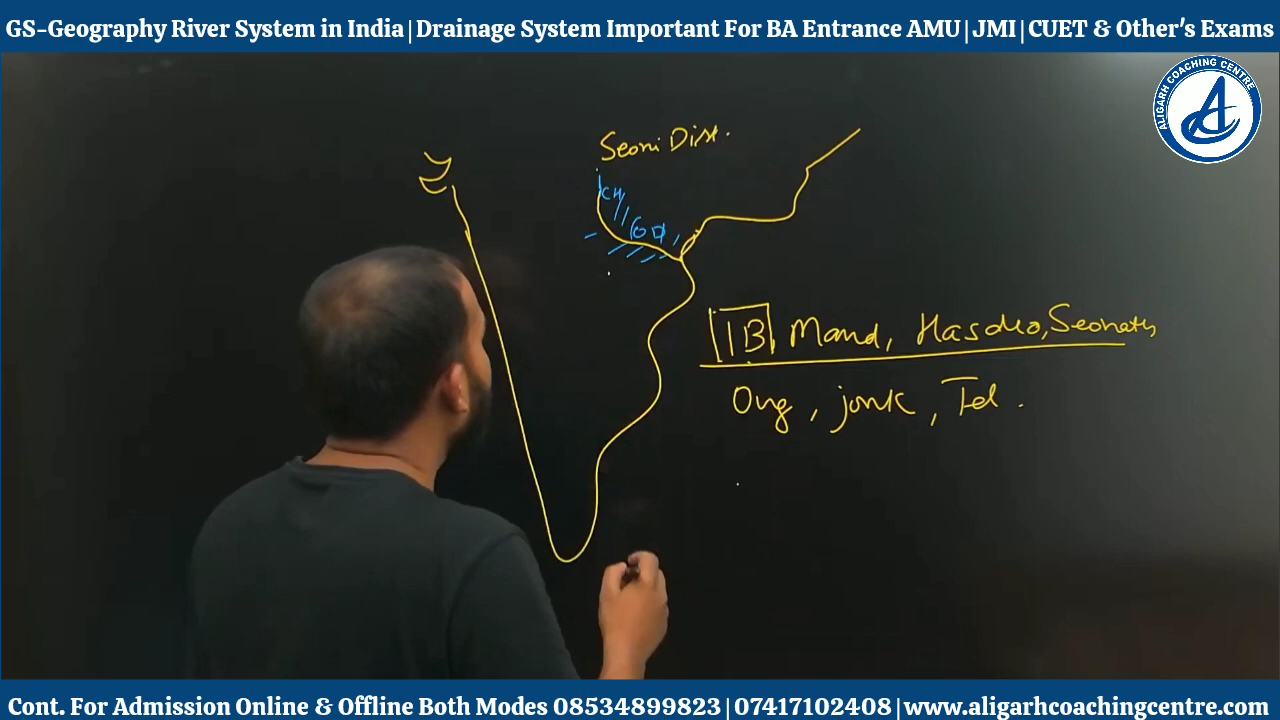 GS-Geography River System in India|Drainage System Important For BA Entrance AMU|JMI|CUET & Other's Exams
ALIGARH COACHING CENTRE
A
Seoni Dist.
CH
OD
IB Mand, Hasdeo, Seonath,
Ong, jonk, Tel.
Cont. For Admission Online & Offline Both Modes 08534899823|07417102408|www.aligarhcoachingcentre.com